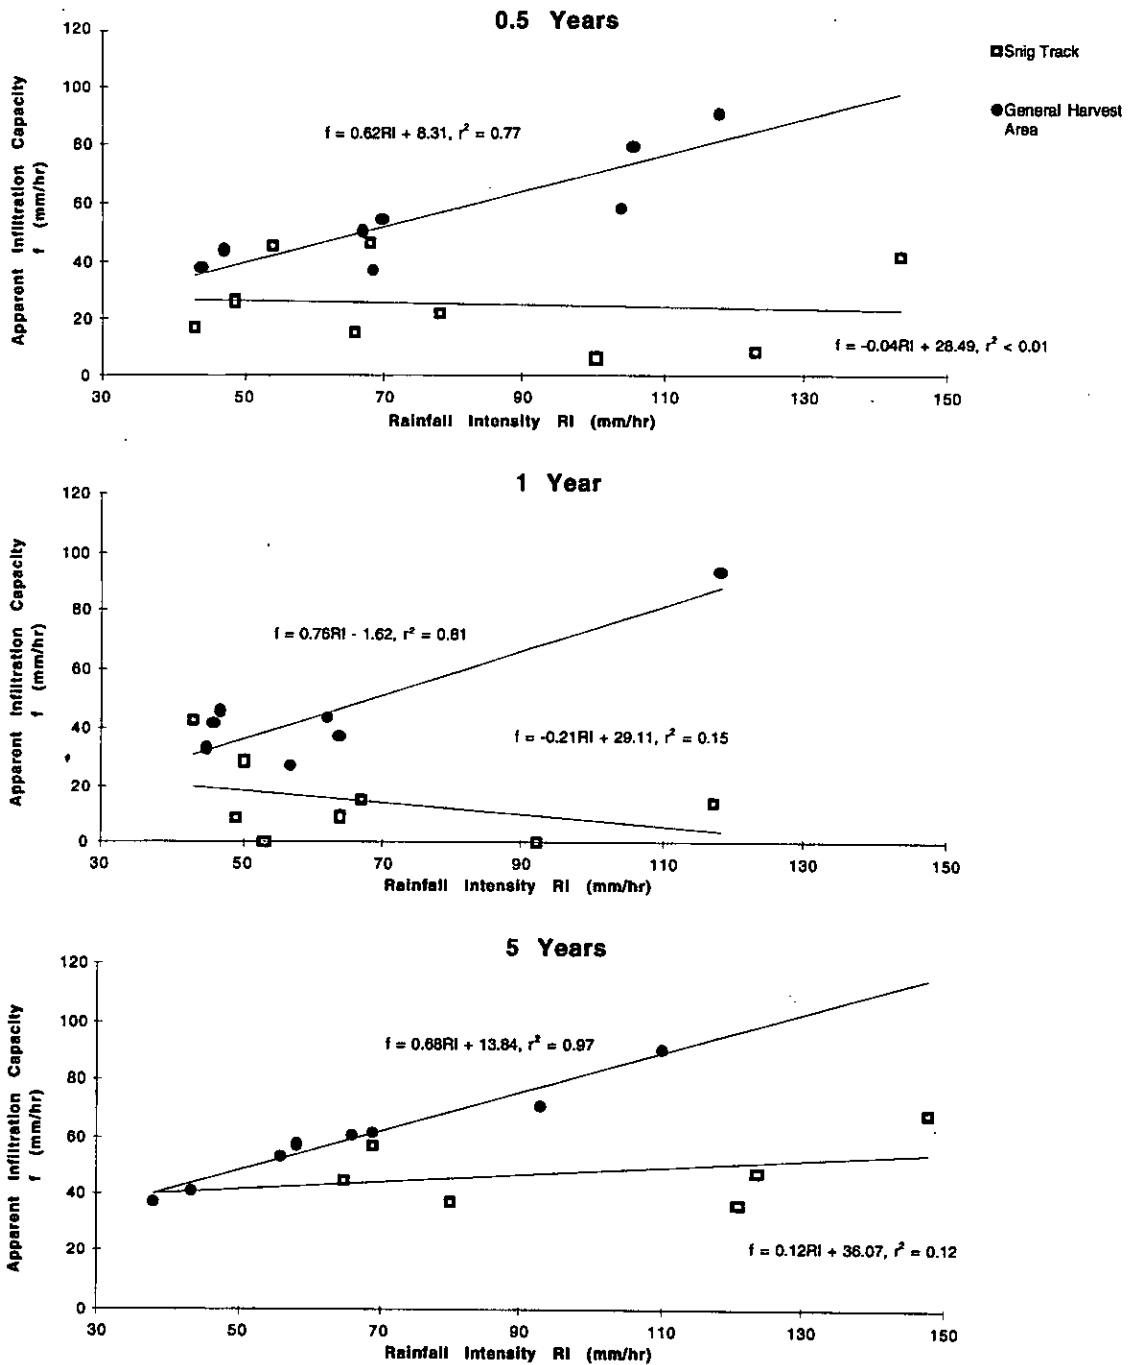 0.5 Years
120
100
80
60
40
20
0
Apparent Infiltration Capacity
f (mm/hr)
f = 0.62RI + 8.31, r² = 0.77
f = -0.04RI + 28.49, r² < 0.01
Snig Track
General Harvest
Area
30 50 70 90 110 130 150
Rainfall Intensity RI (mm/hr)
1 Year
120
100
80
60
40
20
0
Apparent Infiltration Capacity
f (mm/hr)
f = 0.76RI - 1.62, r² = 0.81
f = -0.21RI + 29.11, r² = 0.15
30 50 70 90 110 130 150
Rainfall Intensity RI (mm/hr)
5 Years
120
100
80
60
40
20
0
Apparent Infiltration Capacity
f (mm/hr)
f = 0.68RI + 13.84, r² = 0.97
f = 0.12RI + 36.07, r² = 0.12
30 50 70 90 110 130 150
Rainfall Intensity RI (mm/hr)